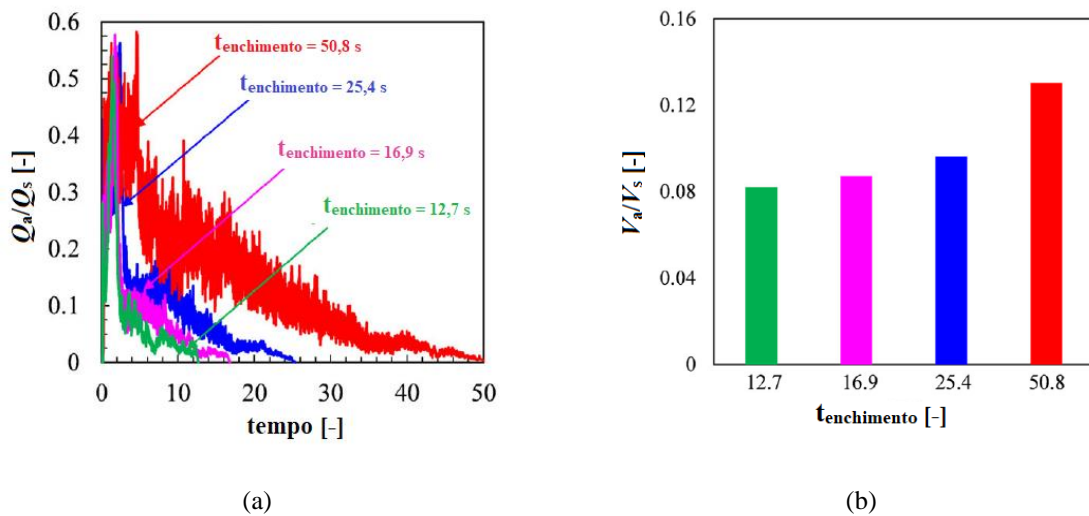 0.6
0.5
0.4
0.3
0.2
0.1
0
Qa/Qs [-]
tenchimento = 50,8 s
tenchimento = 25,4 s
tenchimento = 16,9 s
tenchimento = 12,7 s
0 10 20 30 40 50
tempo [-]
(a)
0.16
0.12
0.08
0.04
0
Va/Vs [-]
12.7 16.9 25.4 50.8
tenchimento [-]
(b)